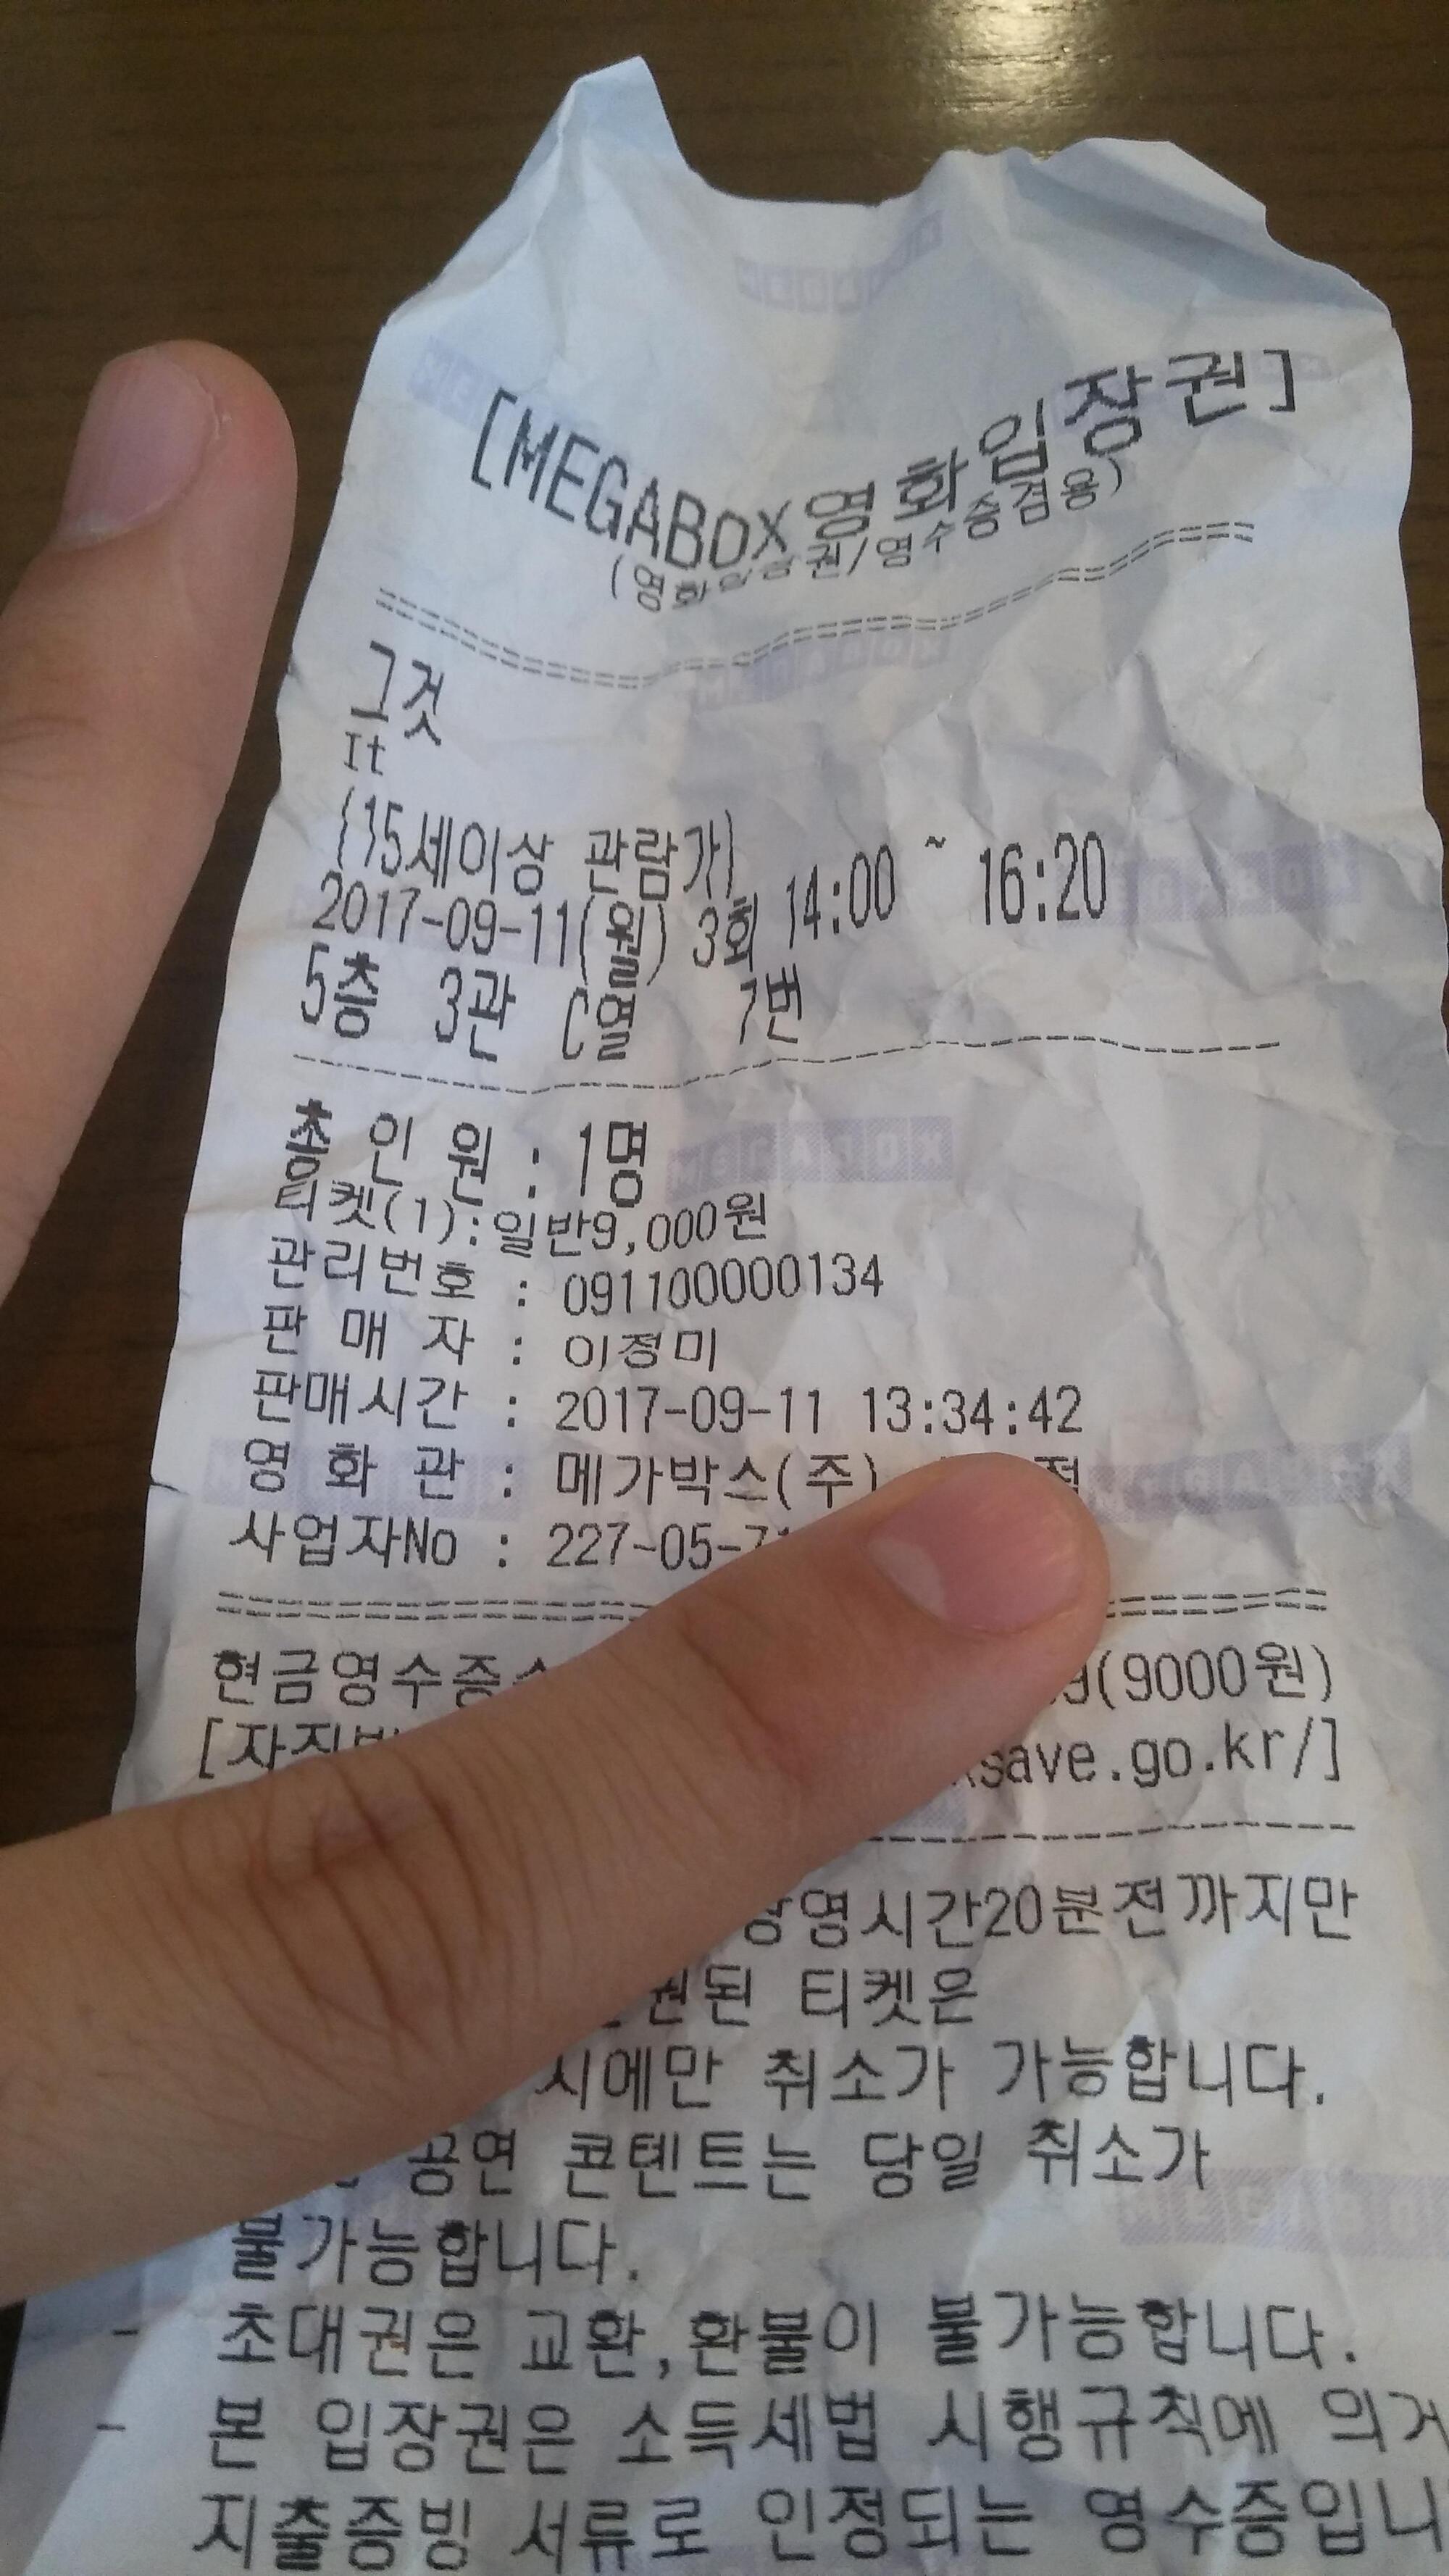 [MEGABOX영화입장권]
(영화입장권/영수증겸용)
그것
It
(15세이상 관람가)
2017-09-11(월) 3회 14:00 ~ 16:20
5층 3관 C열 7번
총 인 원 : 1명
티켓(1):일반9,000원
관리번호 : 091100000134
판 매 자 : 이정미
판매시간 : 2017-09-11 13:34:42
영 화 관 : 메가박스(주)
사업자No : 227-05-
현금영수증 (9000원)
save.go.kr/]
상영시간20분전까지만
티켓은
시에만 취소가 가능합니다.
공연 콘텐트는 당일 취소가
불가능합니다.
- 초대권은 교환,환불이 불가능합니다.
- 본 입장권은 소득세법 시행규칙에 의거
지출증빙 서류로 인정되는 영수증입니